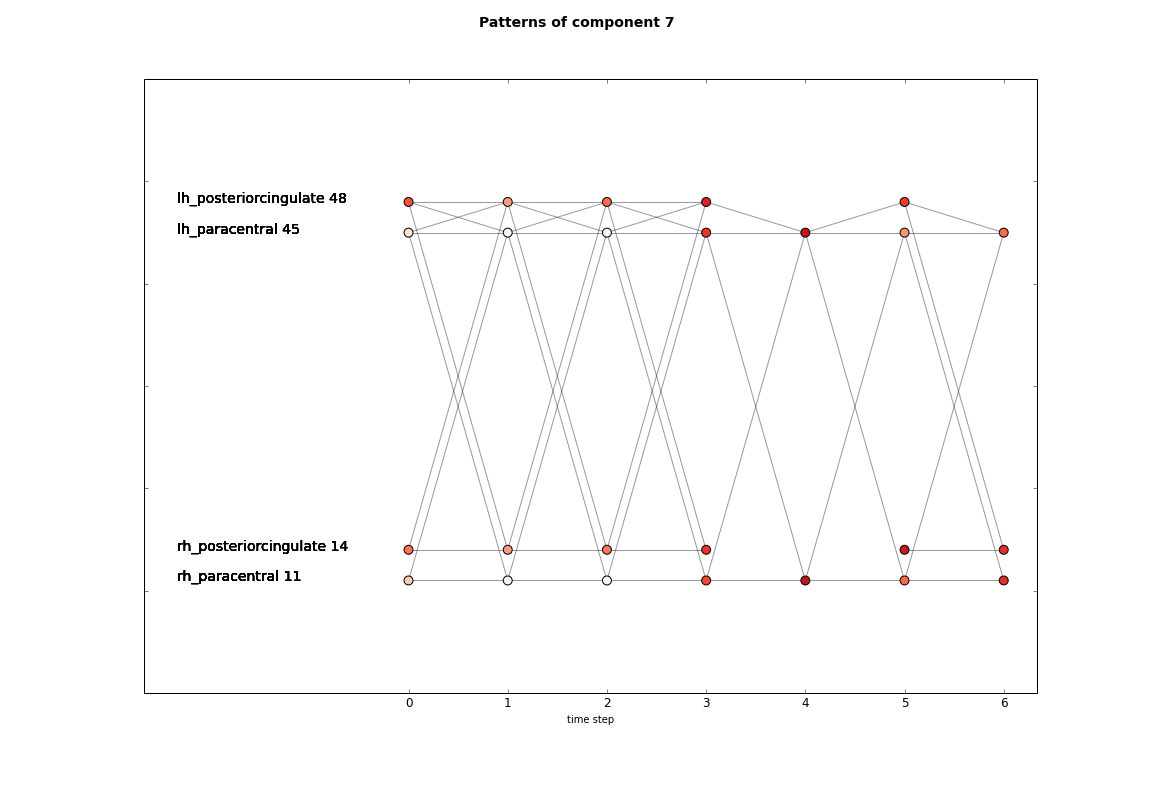 Patterns of component 7
lh_posteriorcingulate 48
lh_paracentral 45
rh_posteriorcingulate 14
rh_paracentral 11
0 1 2 3 4 5 6
time step